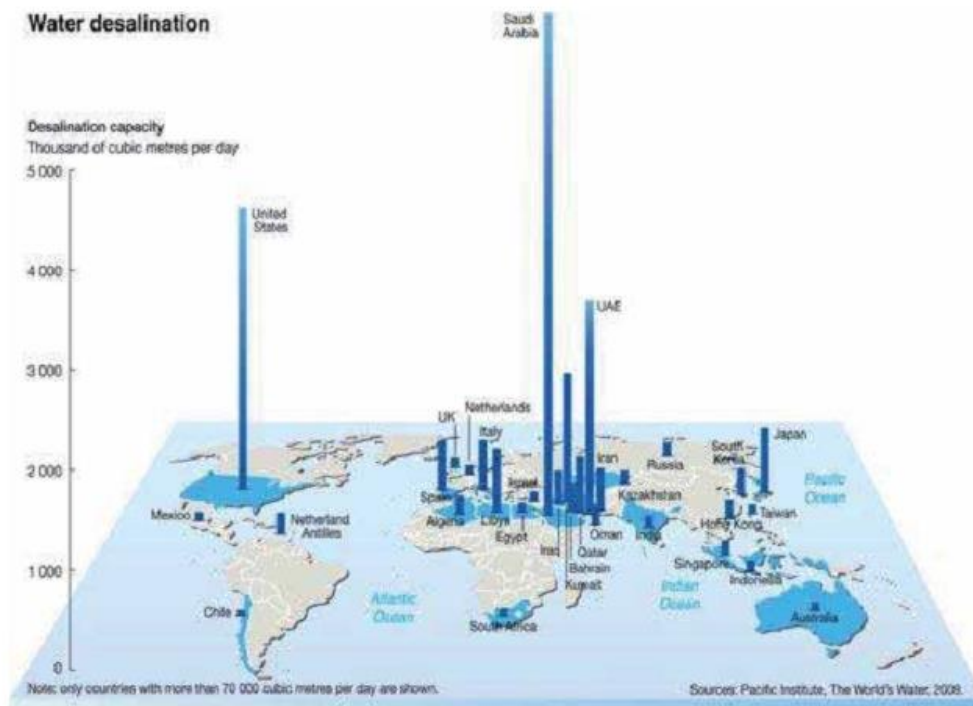 Water desalination
Saudi
Arabia
Desalination capacity
Thousand of cubic metres per day
5 000
4 000
3 000
2 000
1 000
0
United
States
UAE
Netherlands
UK
Italy
Japan
South
Korea
Iran
Russia
Spain
Israel
Kazakhstan
Pacific
Ocean
Mexico
Netherland
Antilles
Algeria
Libya
Egypt
Oman
India
Hong Kong
Taiwan
Iraq
Qatar
Bahrain
Kuwait
Singapore
Indonesia
Indian
Ocean
Atlantic
Ocean
Chile
South Africa
Australia
Note: only countries with more than 70 000 cubic metres per day are shown.
Sources: Pacific Institute, The World's Water, 2009.